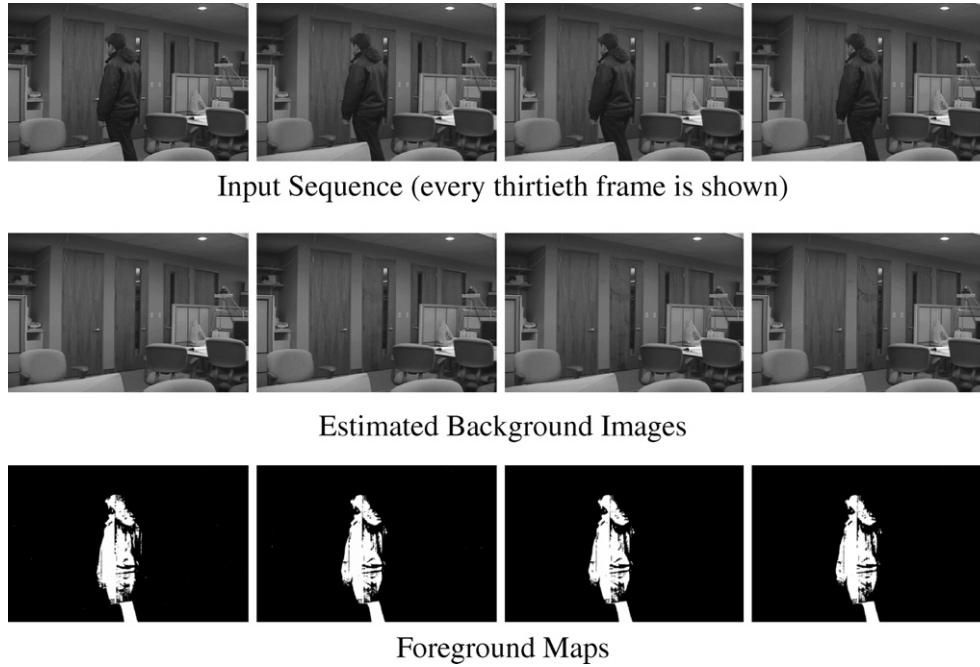 Input Sequence (every thirtieth frame is shown)
Estimated Background Images
Foreground Maps